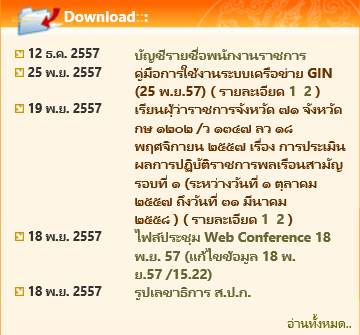 Download:::
12 ธ.ค. 2557 บัญชีรายชื่อพนักงานราชการ
25 พ.ย. 2557 คู่มือการใช้งานระบบเครือข่าย GIN
(25 พ.ย.57) ( รายละเอียด 1 2 )
19 พ.ย. 2557 เรียนผู้ว่าราชการจังหวัด ๗๑ จังหวัด
กษ ๑๒๐๒ /ว ๑๓๔๗ ลว ๑๘
พฤศจิกายน ๒๕๕๗ เรื่อง การประเมิน
ผลการปฏิบัติราชการพลเรือนสามัญ
รอบที่ ๑ (ระหว่างวันที่ ๑ ตุลาคม
๒๕๕๗ ถึงวันที่ ๓๑ มีนาคม
๒๕๕๘ ) ( รายละเอียด 1 2 )
18 พ.ย. 2557 ไฟล์ประชุม Web Conference 18
พ.ย. 57 (แก้ไขข้อมูล 18 พ.
ย.57 /15.22)
18 พ.ย. 2557 รูปเลขาธิการ ส.ป.ก.
อ่านทั้งหมด..